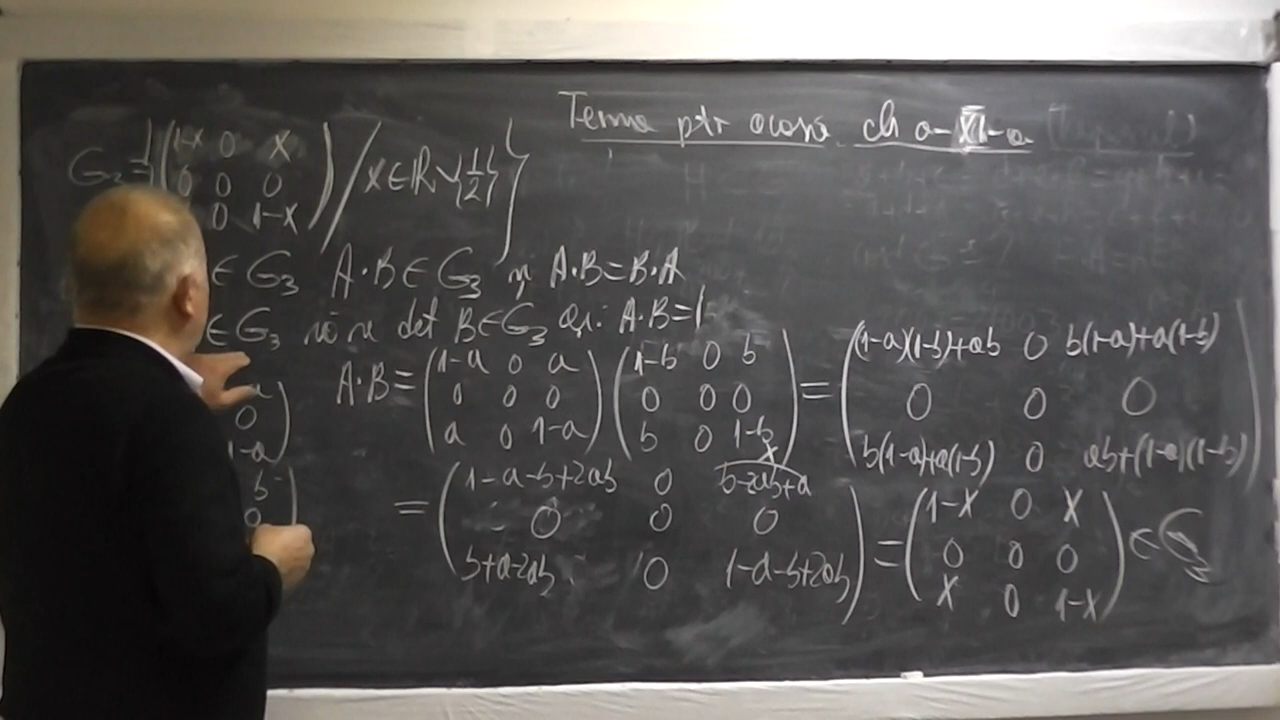 Tema ptr acasă cls a-XI-a
G₃ = { ( 1-x 0 x
0 0 0
0 1-x ) / x∈R∖{1/2} }
∈ G₃ A·B∈G₃ și A·B=B·A
∈ G₃ să se det B∈G₃ a.î: A·B=I
A·B = ( 1-a 0 a ) ( 1-b 0 b ) = ( (1-a)(1-b)+ab 0 b(1-a)+a(1-b) )
0 0 0 0 0 0 0 0 0
a 0 1-a b 0 1-b b(1-a)+a(1-b) 0 ab+(1-a)(1-b)
0
1-a
b
0
x
= ( 1-a-b+2ab 0 b-2ab+a ) = ( 1-x 0 x ) ∈ G₃
0 0 0 0 0 0
b+a-2ab 0 1-a-b+2ab x 0 1-x